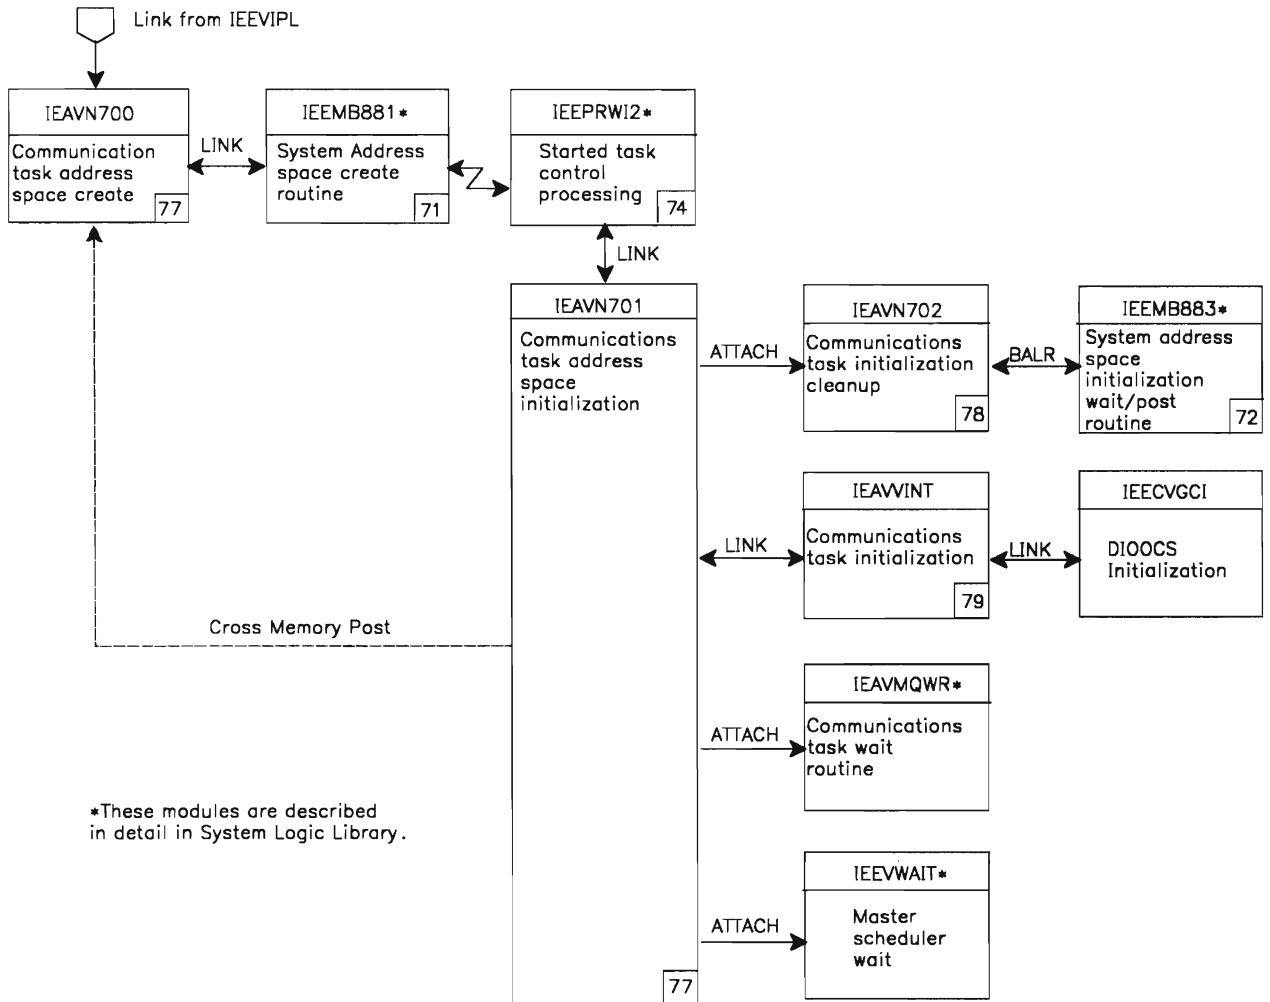 Link from IEEVIPL
IEAVN700
Communication
task address
space create
77
LINK
IEEMB881*
System Address
space create
routine
71
IEEPRWI2*
Started task
control
processing
74
LINK
IEAVN701
Communications
task address
space
initialization
77
ATTACH
IEAVN702
Communications
task initialization
cleanup
78
BALR
IEEMB883*
System address
space
initialization
wait/post
routine
72
LINK
IEAVVINT
Communications
task initialization
79
LINK
IEECVGCI
DIOOCS
Initialization
Cross Memory Post
ATTACH
IEAVMQWR*
Communications
task wait
routine
ATTACH
IEEVWAIT*
Master
scheduler
wait
*These modules are described
in detail in System Logic Library.